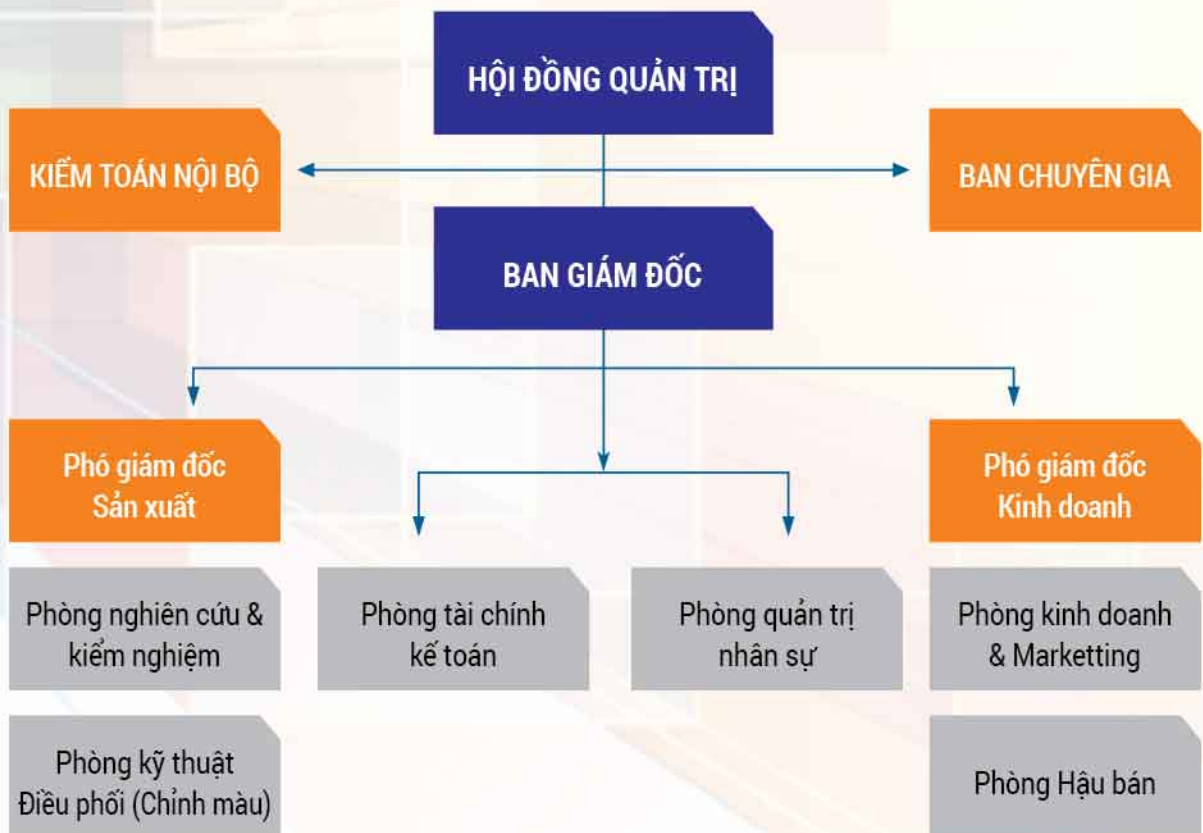 HỘI ĐỒNG QUẢN TRỊ
KIỂM TOÁN NỘI BỘ
BAN CHUYÊN GIA
BAN GIÁM ĐỐC
Phó giám đốc
Sản xuất
Phó giám đốc
Kinh doanh
Phòng nghiên cứu &
kiểm nghiệm
Phòng tài chính
kế toán
Phòng quản trị
nhân sự
Phòng kinh doanh
& Marketting
Phòng kỹ thuật
Điều phối (Chỉnh màu)
Phòng Hậu bán